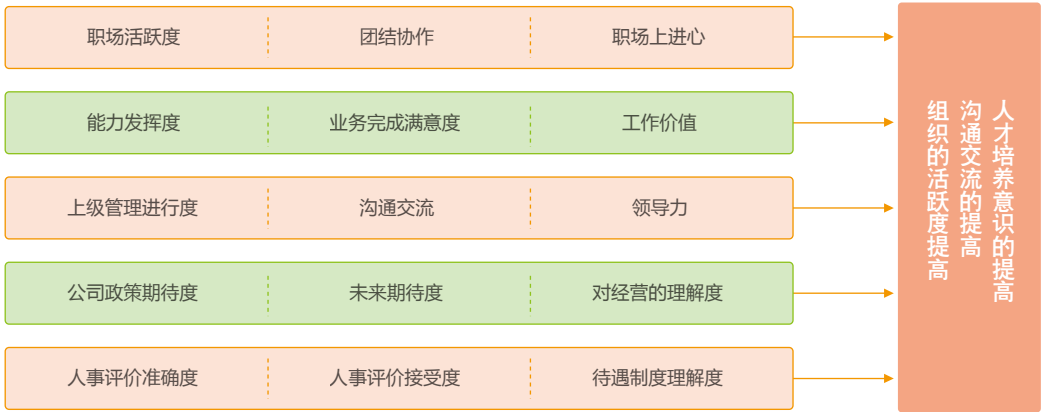 职场活跃度 团结协作 职场上进心
能力发挥度 业务完成满意度 工作价值
上级管理进行度 沟通交流 领导力
公司政策期待度 未来期待度 对经营的理解度
人事评价准确度 人事评价接受度 待遇制度理解度
人才培养意识的提高
沟通交流的提高
组织的活跃度提高